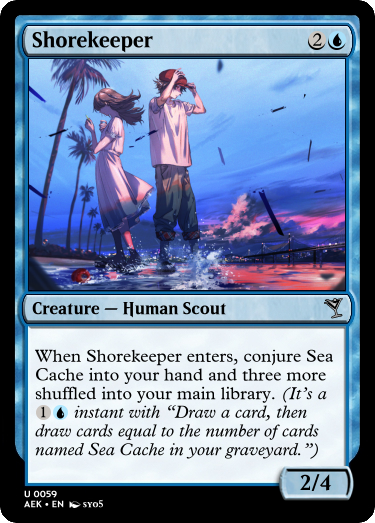 Shorekeeper 2
Creature — Human Scout
When Shorekeeper enters, conjure Sea
Cache into your hand and three more
shuffled into your main library. (It's a
1 instant with “Draw a card, then
draw cards equal to the number of cards
named Sea Cache in your graveyard.”)
2/4
U 0059
AEK • EN syo5